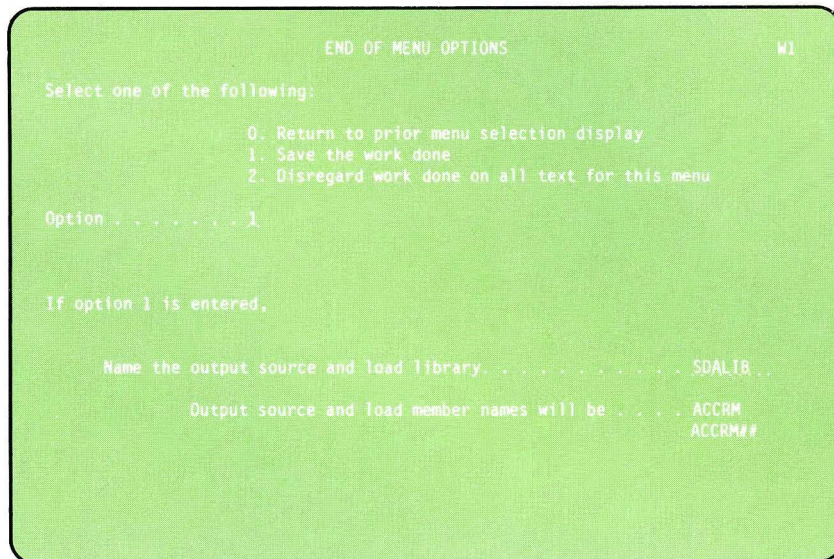 END OF MENU OPTIONS W1
Select one of the following:
0. Return to prior menu selection display
1. Save the work done
2. Disregard work done on all text for this menu
Option . . . . . . . 1
If option 1 is entered,
Name the output source and load library. . . . . . . . . . . . SDALIB
Output source and load member names will be . . . . ACCRM
ACCRM##